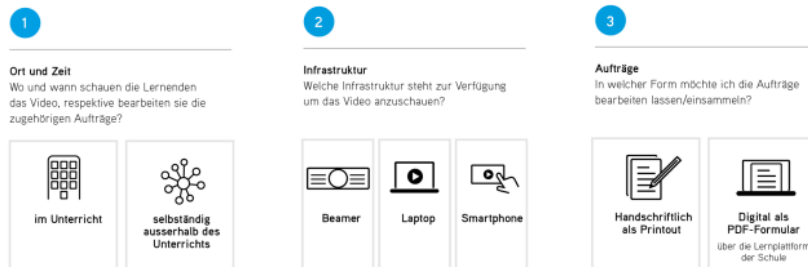 1
Ort und Zeit
Wo und wann schauen die Lernenden
das Video, respektive bearbeiten sie die
zugehörigen Aufträge?
im Unterricht
selbständig
ausserhalb des
Unterrichts
2
Infrastruktur
Welche Infrastruktur steht zur Verfügung
um das Video anzuschauen?
Beamer
Laptop
Smartphone
3
Aufträge
In welcher Form möchte ich die Aufträge
bearbeiten lassen/einsammeln?
Handschriftlich
als Printout
Digital als
PDF-Formular
über die Lernplattform
der Schule